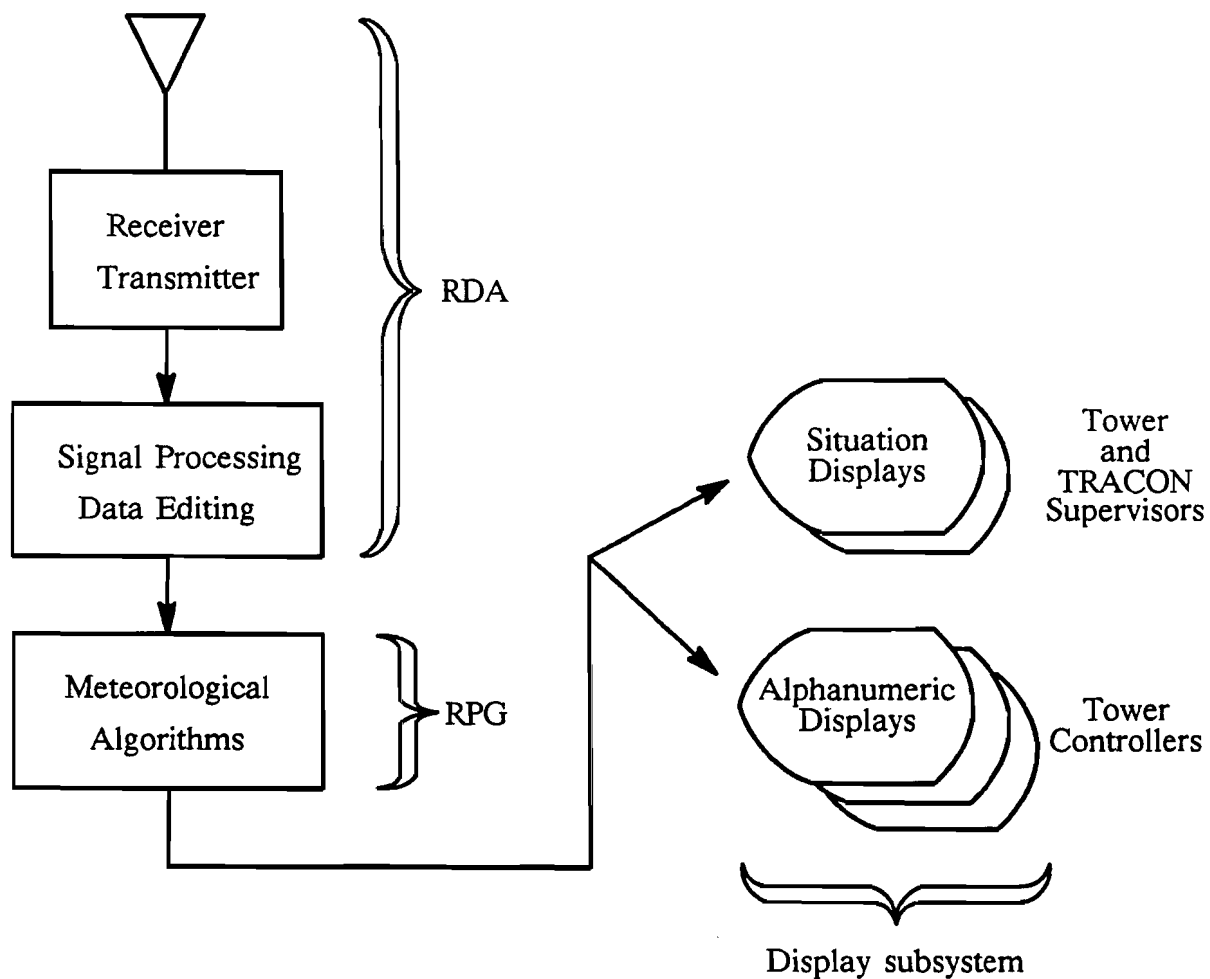 Receiver
Transmitter
RDA
Signal Processing
Data Editing
Meteorological
Algorithms
RPG
Situation
Displays
Tower
and
TRACON
Supervisors
Alphanumeric
Displays
Tower
Controllers
Display subsystem